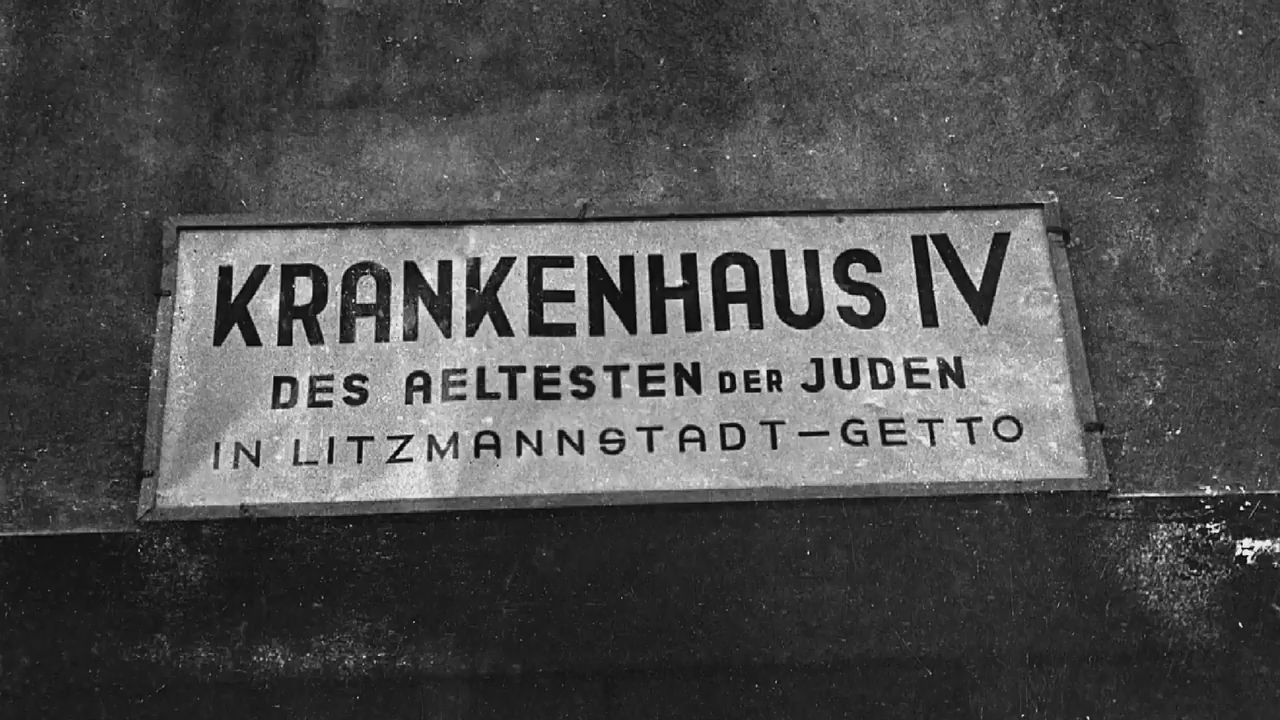 KRANKENHAUS IV
DES AELTESTEN DER JUDEN
IN LITZMANNSTADT-GETTO